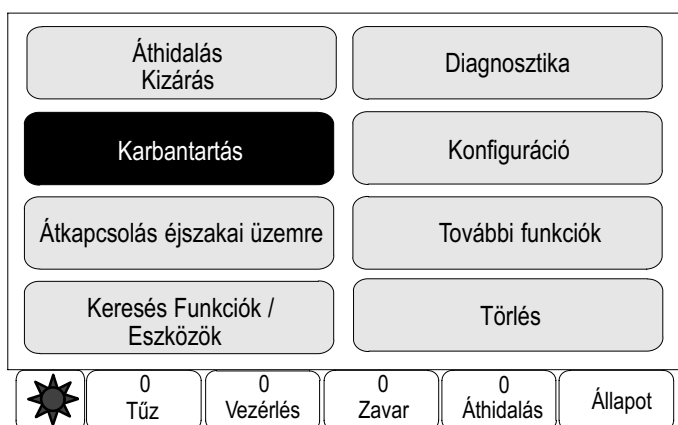 Áthidalás
Kizárás
Diagnosztika
Karbantartás
Konfiguráció
Átkapcsolás éjszakai üzemre
További funkciók
Keresés Funkciók /
Eszközök
Törlés
0
Tűz
0
Vezérlés
0
Zavar
0
Áthidalás
Állapot